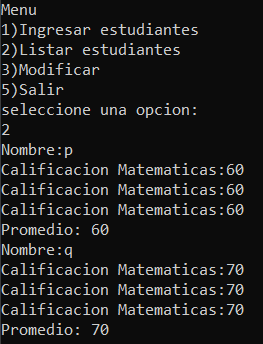 Menu
1)Ingresar estudiantes
2)Listar estudiantes
3)Modificar
5)Salir
seleccione una opcion:
2
Nombre:p
Calificacion Matematicas:60
Calificacion Matematicas:60
Calificacion Matematicas:60
Promedio: 60
Nombre:q
Calificacion Matematicas:70
Calificacion Matematicas:70
Calificacion Matematicas:70
Promedio: 70